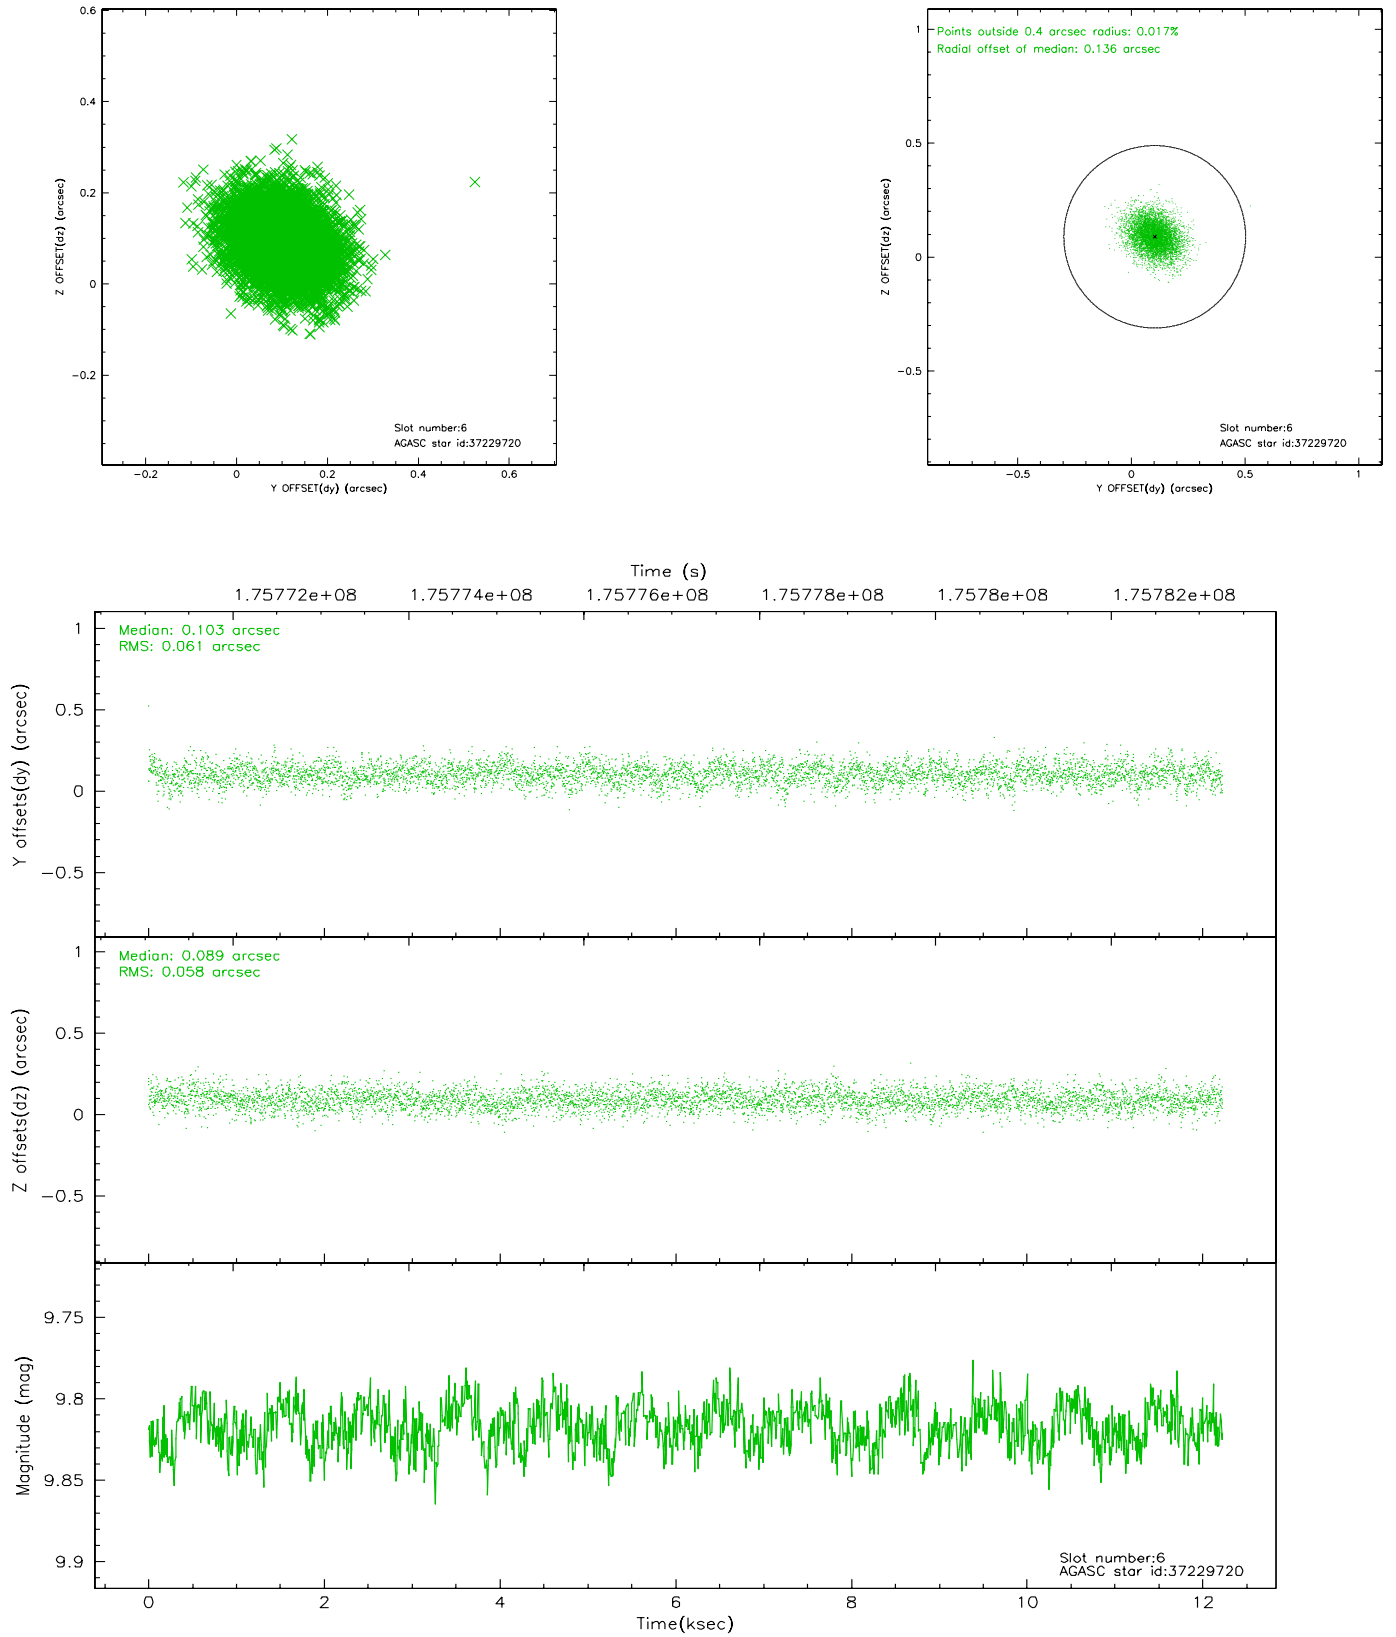 0.6
0.4
0.2
0
−0.2
Z OFFSET(dz) (arcsec)
Slot number:6
AGASC star id:37229720
−0.2 0 0.2 0.4 0.6
Y OFFSET(dy) (arcsec)
Points outside 0.4 arcsec radius: 0.017%
Radial offset of median: 0.136 arcsec
1
0.5
0
−0.5
Z OFFSET(dz) (arcsec)
Slot number:6
AGASC star id:37229720
−0.5 0 0.5 1
Y OFFSET(dy) (arcsec)
Time (s)
1.75772e+08 1.75774e+08 1.75776e+08 1.75778e+08 1.7578e+08 1.75782e+08
Median: 0.103 arcsec
RMS: 0.061 arcsec
1
0.5
0
−0.5
Y offsets(dy) (arcsec)
Median: 0.089 arcsec
RMS: 0.058 arcsec
1
0.5
0
−0.5
Z offsets(dz) (arcsec)
9.75
9.8
9.85
9.9
Magnitude (mag)
Slot number:6
AGASC star id:37229720
0 2 4 6 8 10 12
Time(ksec)